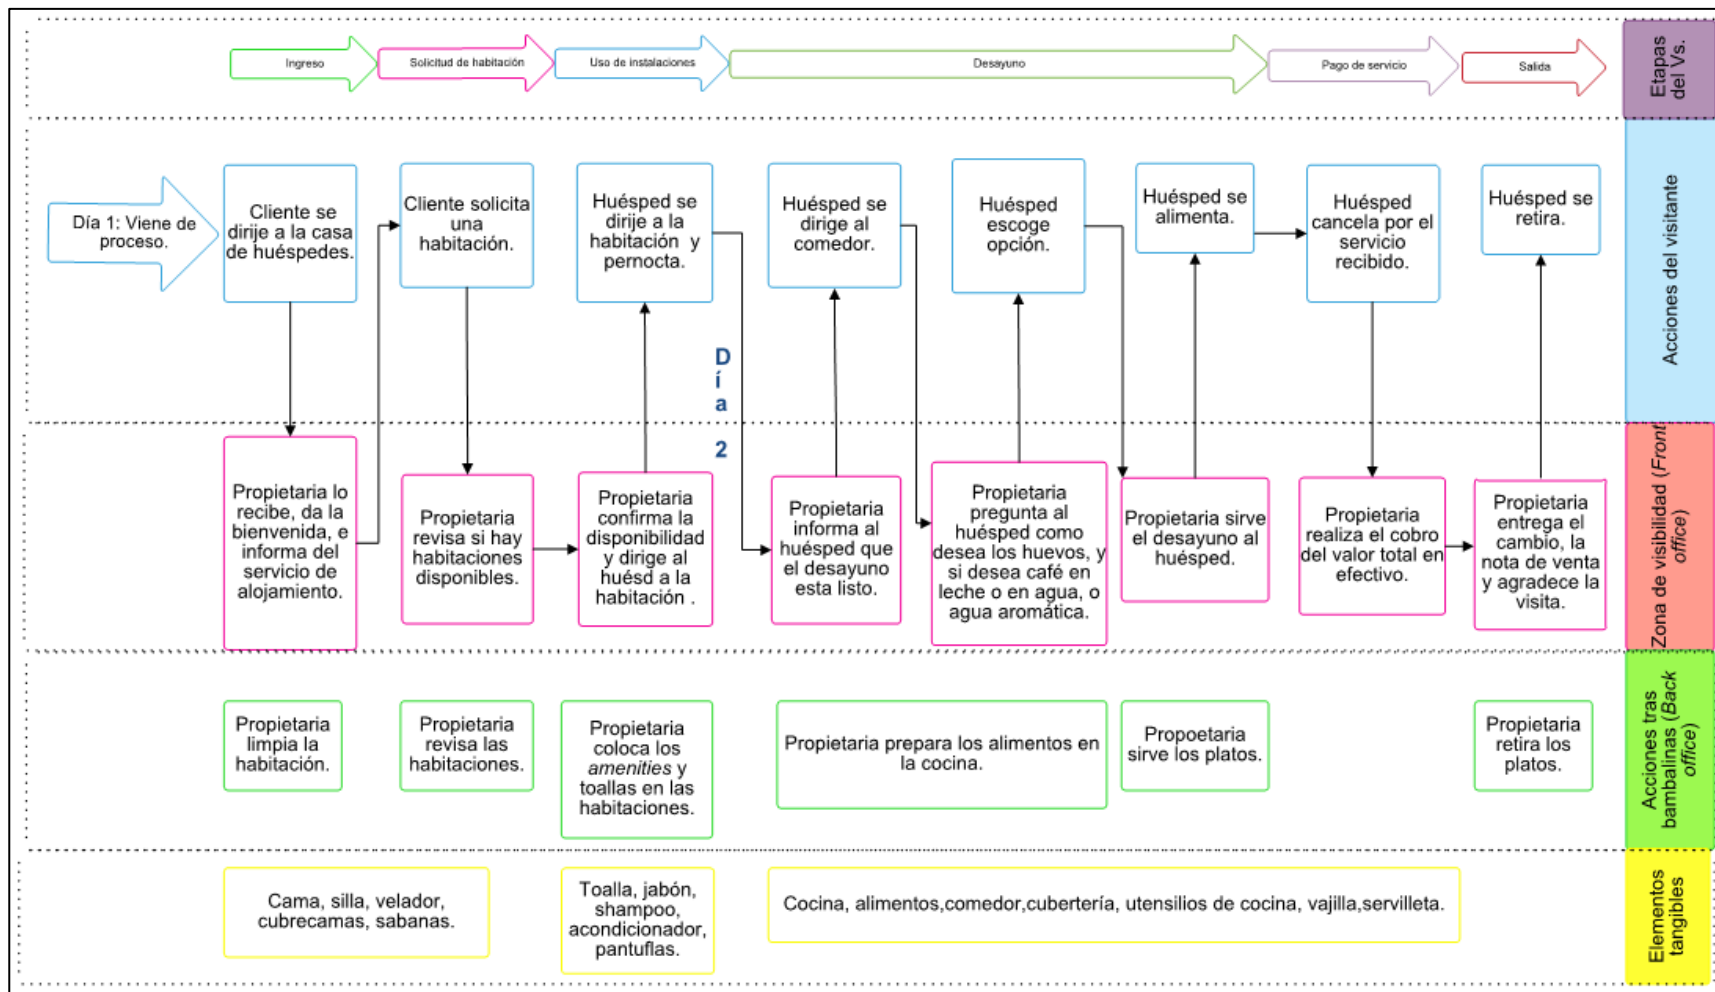 Ingreso
Solicitud de habitación
Uso de instalaciones
Desayuno
Pago de servicio
Salida
Etapas
del Vs.
Día 1: Viene de
proceso.
Cliente se
dirije a la casa
de huéspedes.
Cliente solicita
una
habitación.
Huésped se
dirije a la
habitación y
pernocta.
Huésped se
dirige al
comedor.
Huésped
escoge
opción.
Huésped se
alimenta.
Huésped
cancela por el
servicio
recibido.
Huésped se
retira.
Acciones del visitante
D
í
a
2
Propietaria lo
recibe, da la
bienvenida, e
informa del
servicio de
alojamiento.
Propietaria
revisa si hay
habitaciones
disponibles.
Propietaria
confirma la
disponibilidad
y dirige al
huésd a la
habitación .
Propietaria
informa al
huésped que
el desayuno
esta listo.
Propietaria
pregunta al
huésped como
desea los huevos, y
si desea café en
leche o en agua, o
agua aromática.
Propietaria sirve
el desayuno al
huésped.
Propietaria
realiza el cobro
del valor total en
efectivo.
Propietaria
entrega el
cambio, la
nota de venta
y agradece la
visita.
Zona de visibilidad (Front
office)
Propietaria
limpia la
habitación.
Propietaria
revisa las
habitaciones.
Propietaria
coloca los
amenities y
toallas en las
habitaciones.
Propietaria prepara los alimentos en
la cocina.
Propoetaria
sirve los platos.
Propietaria
retira los
platos.
Acciones tras
bambalinas (Back
office)
Cama, silla, velador,
cubrecamas, sabanas.
Toalla, jabón,
shampoo,
acondicionador,
pantuflas.
Cocina, alimentos,comedor,cubertería, utensilios de cocina, vajilla,servilleta.
Elementos
tangibles